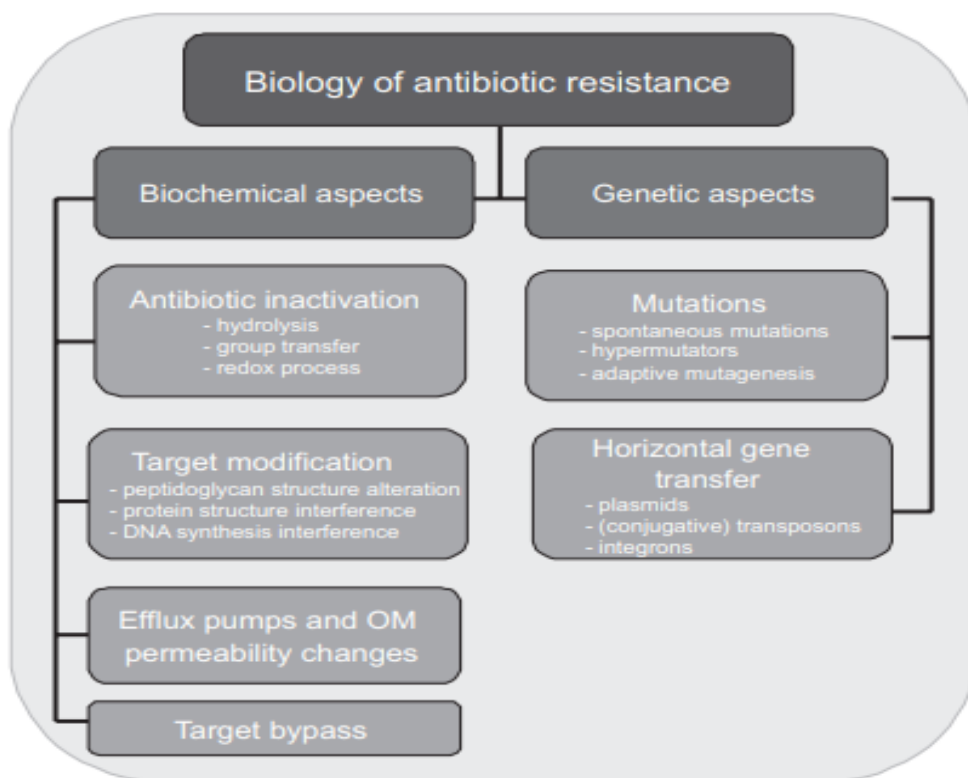 Biology of antibiotic resistance
Biochemical aspects
Antibiotic inactivation
- hydrolysis
- group transfer
- redox process
Target modification
- peptidoglycan structure alteration
- protein structure interference
- DNA synthesis interference
Efflux pumps and OM
permeability changes
Target bypass
Genetic aspects
Mutations
- spontaneous mutations
- hypermutators
- adaptive mutagenesis
Horizontal gene
transfer
- plasmids
- (conjugative) transposons
- integrons